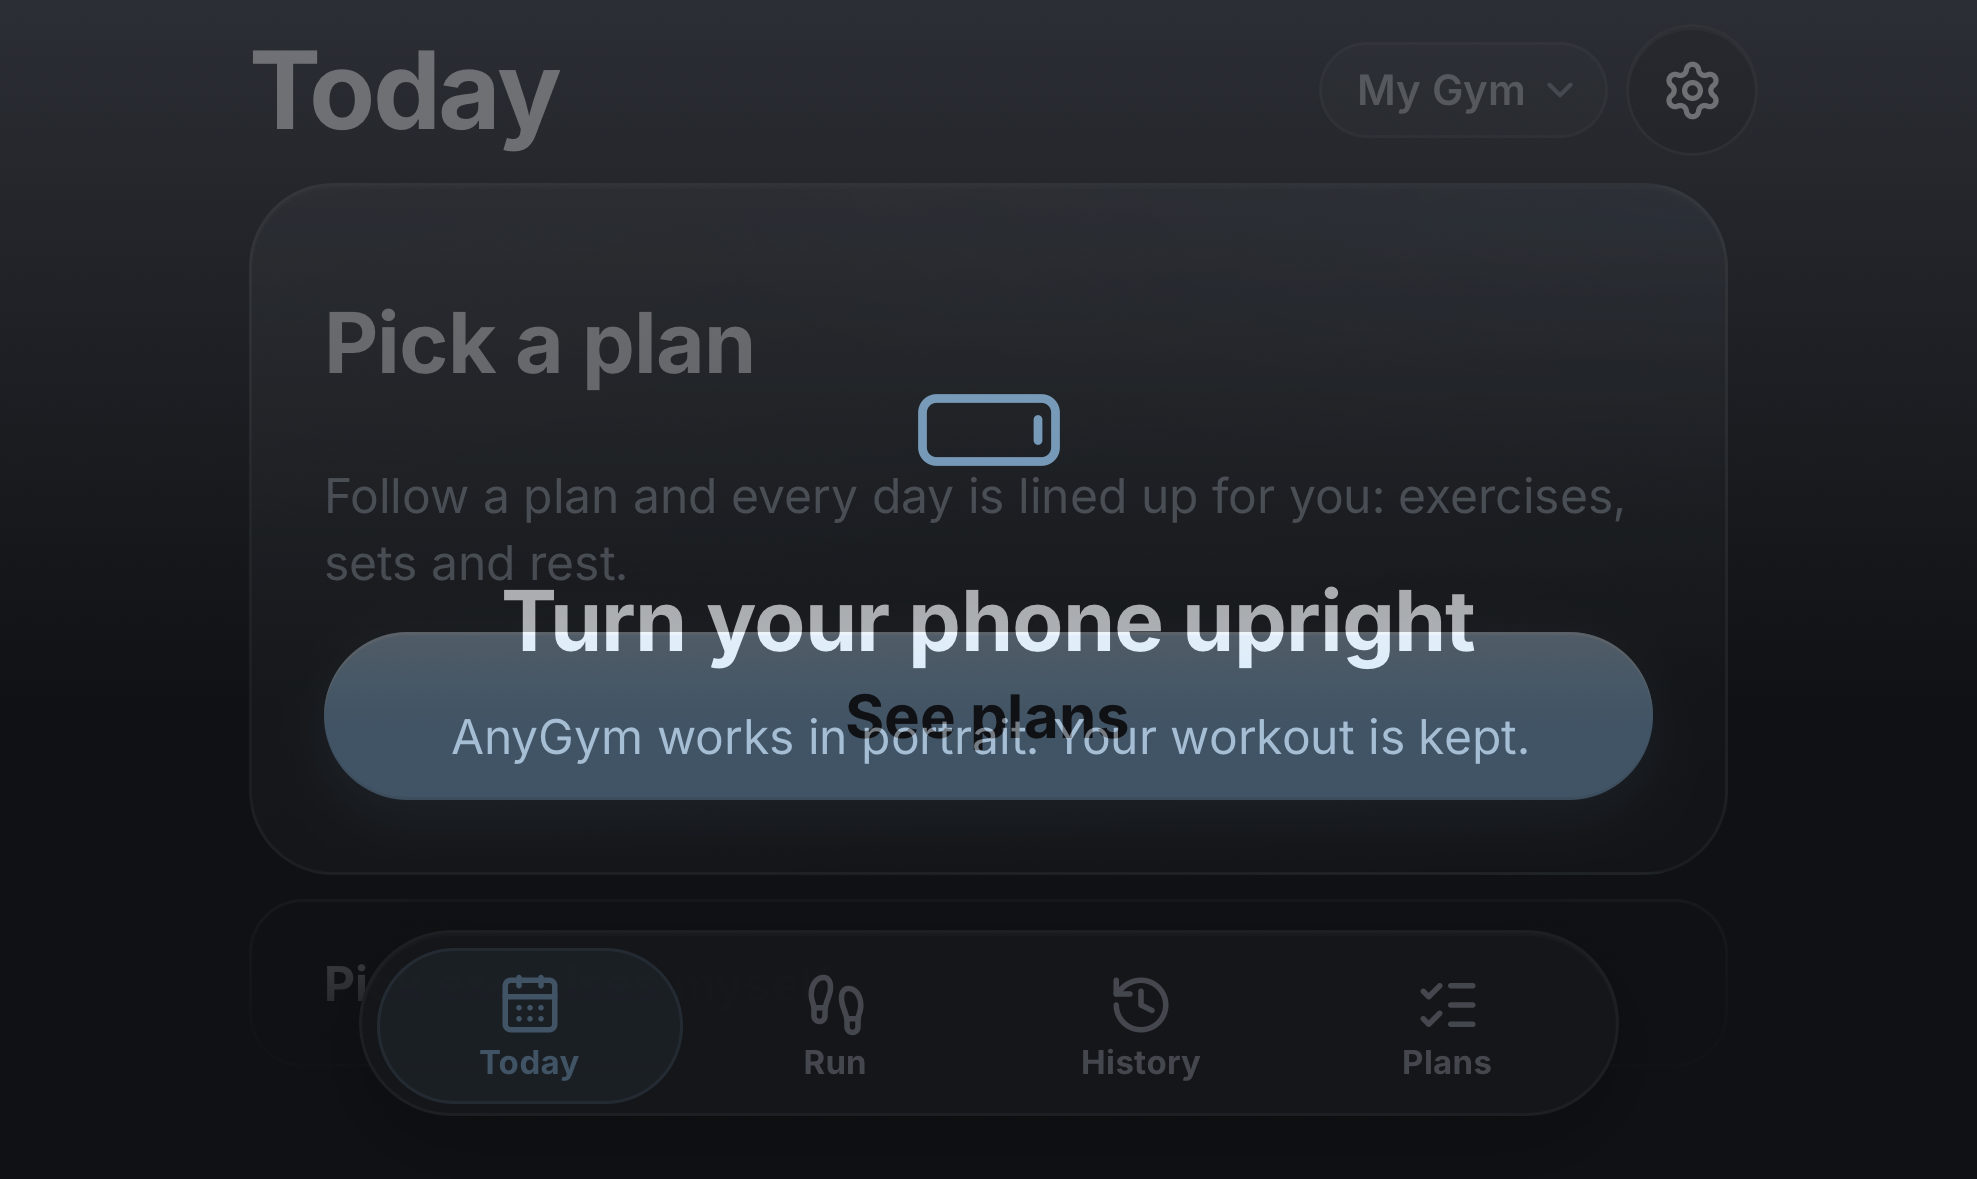 Today
My Gym
Pick a plan
Follow a plan and every day is lined up for you: exercises,
sets and rest.
Turn your phone upright
See plans
AnyGym works in portrait. Your workout is kept.
Today
Run
History
Plans